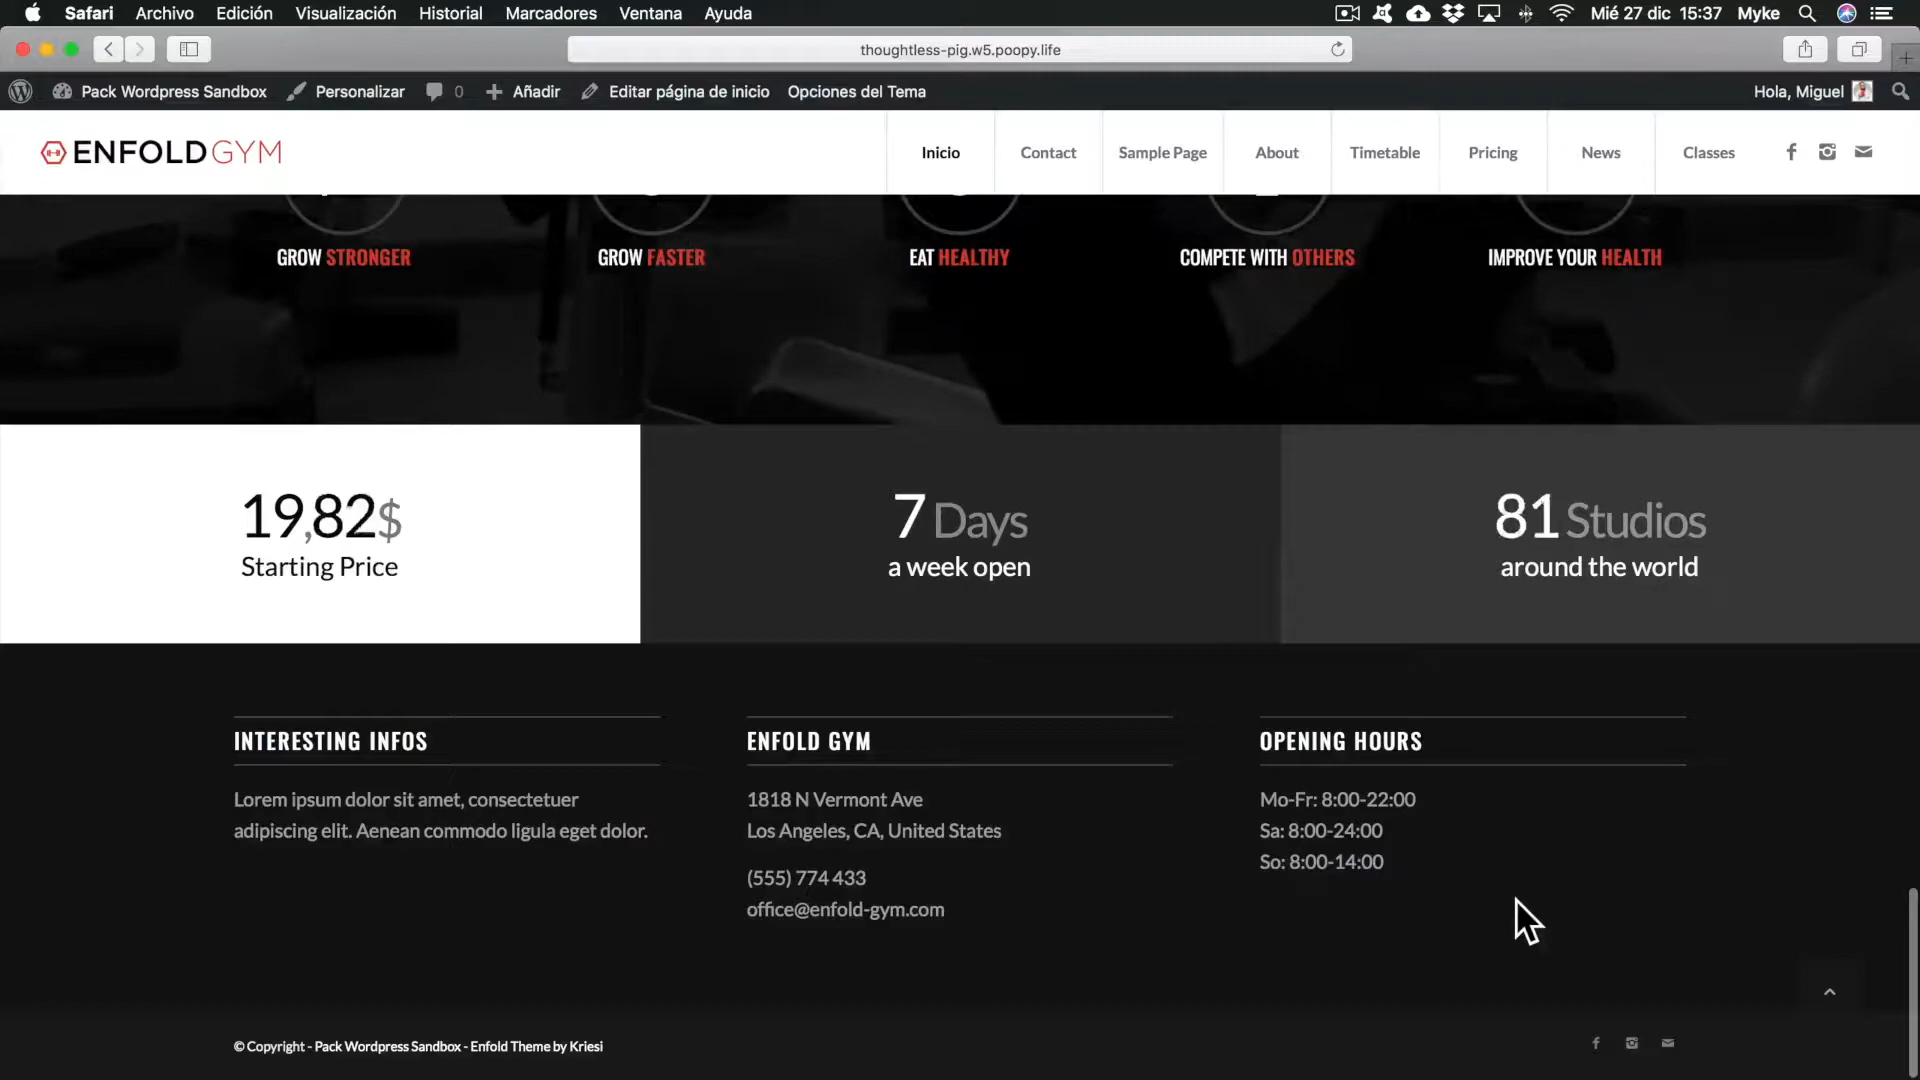 Safari Archivo Edición Visualización Historial Marcadores Ventana Ayuda Mié 27 dic 15:37 Myke
thoughtless-pig.w5.poopy.life
Pack Wordpress Sandbox Personalizar 0 Añadir Editar página de inicio Opciones del Tema Hola, Miguel
ENFOLDGYM Inicio Contact Sample Page About Timetable Pricing News Classes
GROW STRONGER GROW FASTER EAT HEALTHY COMPETE WITH OTHERS IMPROVE YOUR HEALTH
19,82$
Starting Price
7 Days
a week open
81 Studios
around the world
INTERESTING INFOS
Lorem ipsum dolor sit amet, consectetuer
adipiscing elit. Aenean commodo ligula eget dolor.
ENFOLD GYM
1818 N Vermont Ave
Los Angeles, CA, United States
(555) 774 433
office@enfold-gym.com
OPENING HOURS
Mo-Fr: 8:00-22:00
Sa: 8:00-24:00
So: 8:00-14:00
© Copyright - Pack Wordpress Sandbox - Enfold Theme by Kriesi